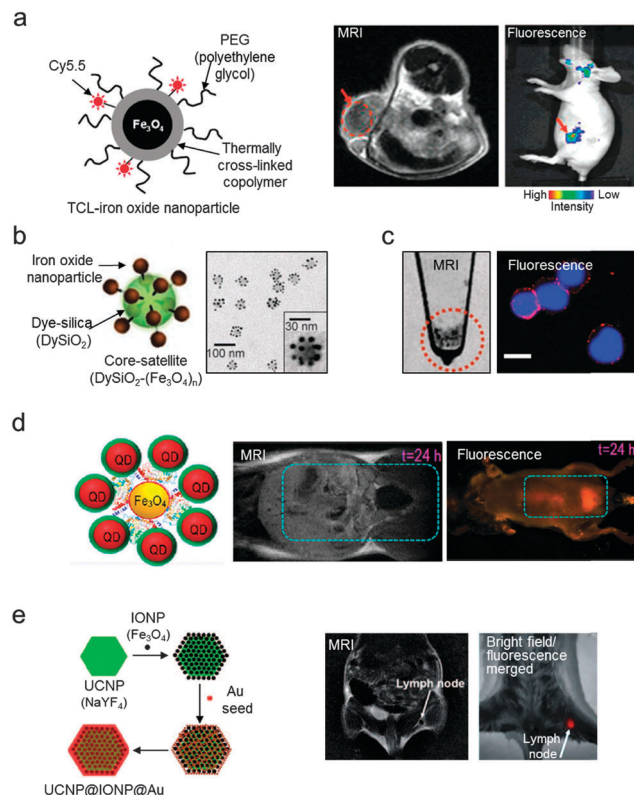 a
Cy5.5
PEG
(polyethylene
glycol)
Fe3O4
Thermally
cross-linked
copolymer
TCL-iron oxide nanoparticle
MRI
Fluorescence
High
Low
Intensity
b
Iron oxide
nanoparticle
Dye-silica
(DySiO2)
Core-satellite
(DySiO2-(Fe3O4)n)
100 nm
30 nm
c
MRI
Fluorescence
d
QD
QD
QD
QD
QD
QD
QD
Fe3O4
MRI
t=24 h
Fluorescence
t=24 h
e
IONP
(Fe3O4)
UCNP
(NaYF4)
Au
seed
UCNP@IONP@Au
MRI
Lymph node
Bright field/
fluorescence
merged
Lymph
node